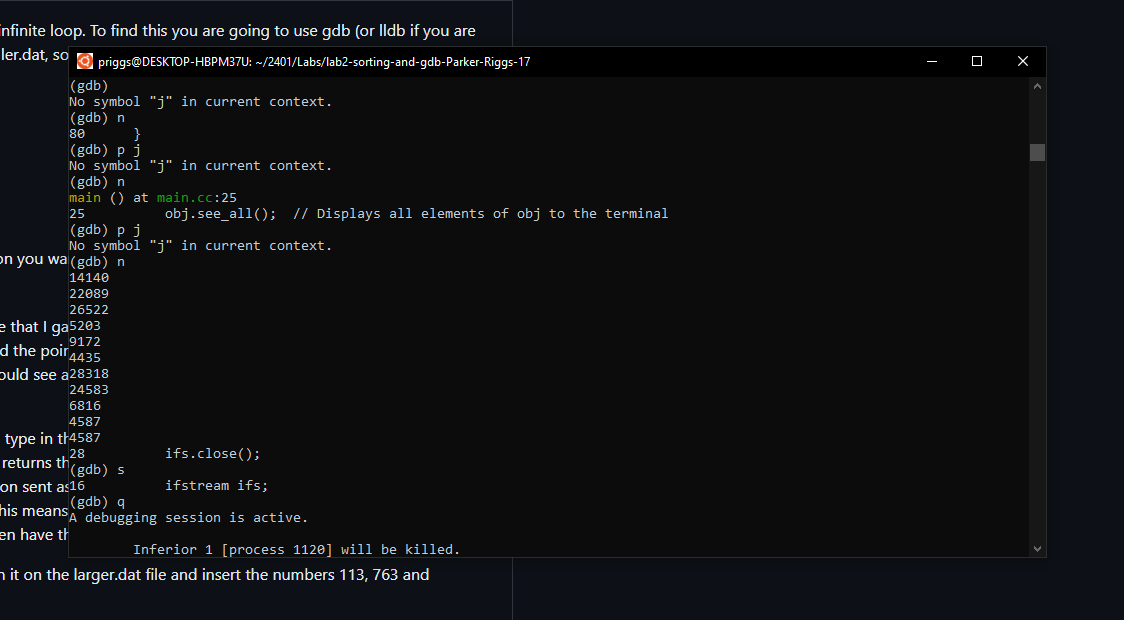 infinite loop. To find this you are going to use gdb (or lldb if you are
ler.dat, so
priggs@DESKTOP-HBPM37U: ~/2401/Labs/lab2-sorting-and-gdb-Parker-Riggs-17
(gdb)
No symbol "j" in current context.
(gdb) n
80      }
(gdb) p j
No symbol "j" in current context.
(gdb) n
main () at main.cc:25
25          obj.see_all();  // Displays all elements of obj to the terminal
(gdb) p j
No symbol "j" in current context.
on you wa
(gdb) n
14140
22089
26522
e that I ga
5203
d the poin
9172
4435
ould see a
28318
24583
6816
4587
type in th
4587
28          ifs.close();
returns th
(gdb) s
on sent as
16          ifstream ifs;
(gdb) q
his means
A debugging session is active.
en have th
Inferior 1 [process 1120] will be killed.
n it on the larger.dat file and insert the numbers 113, 763 and